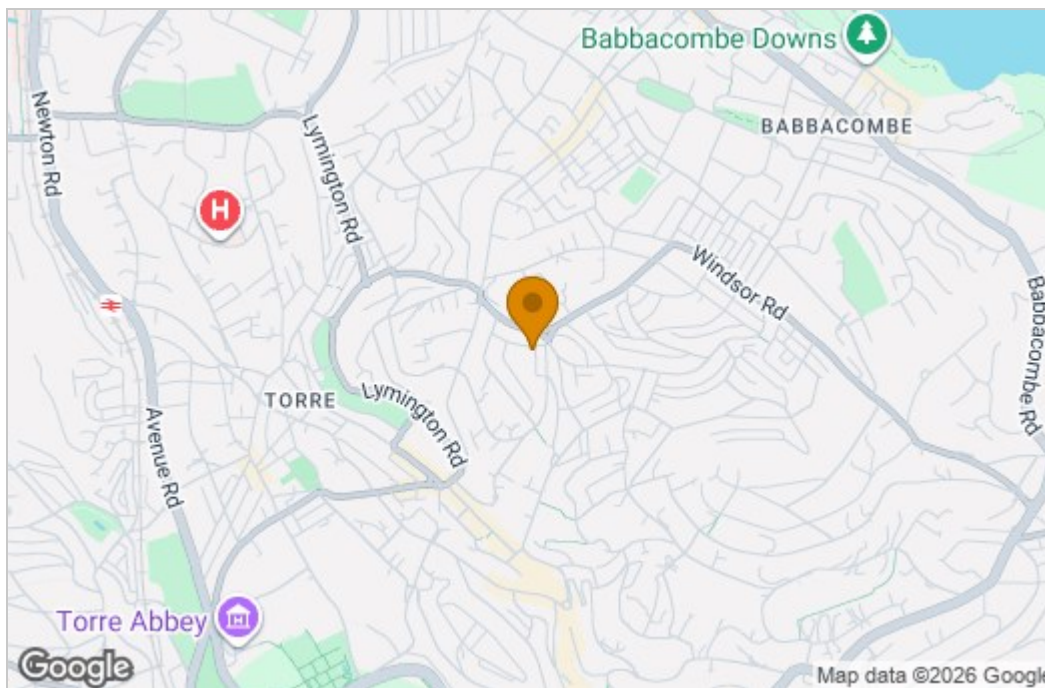 Babbacombe Downs
Newton Rd
Lymington Rd
BABBACOMBE
H
Windsor Rd
Babbacombe Rd
TORRE
Lymington Rd
Avenue Rd
Torre Abbey
Google
Map data ©2026 Google